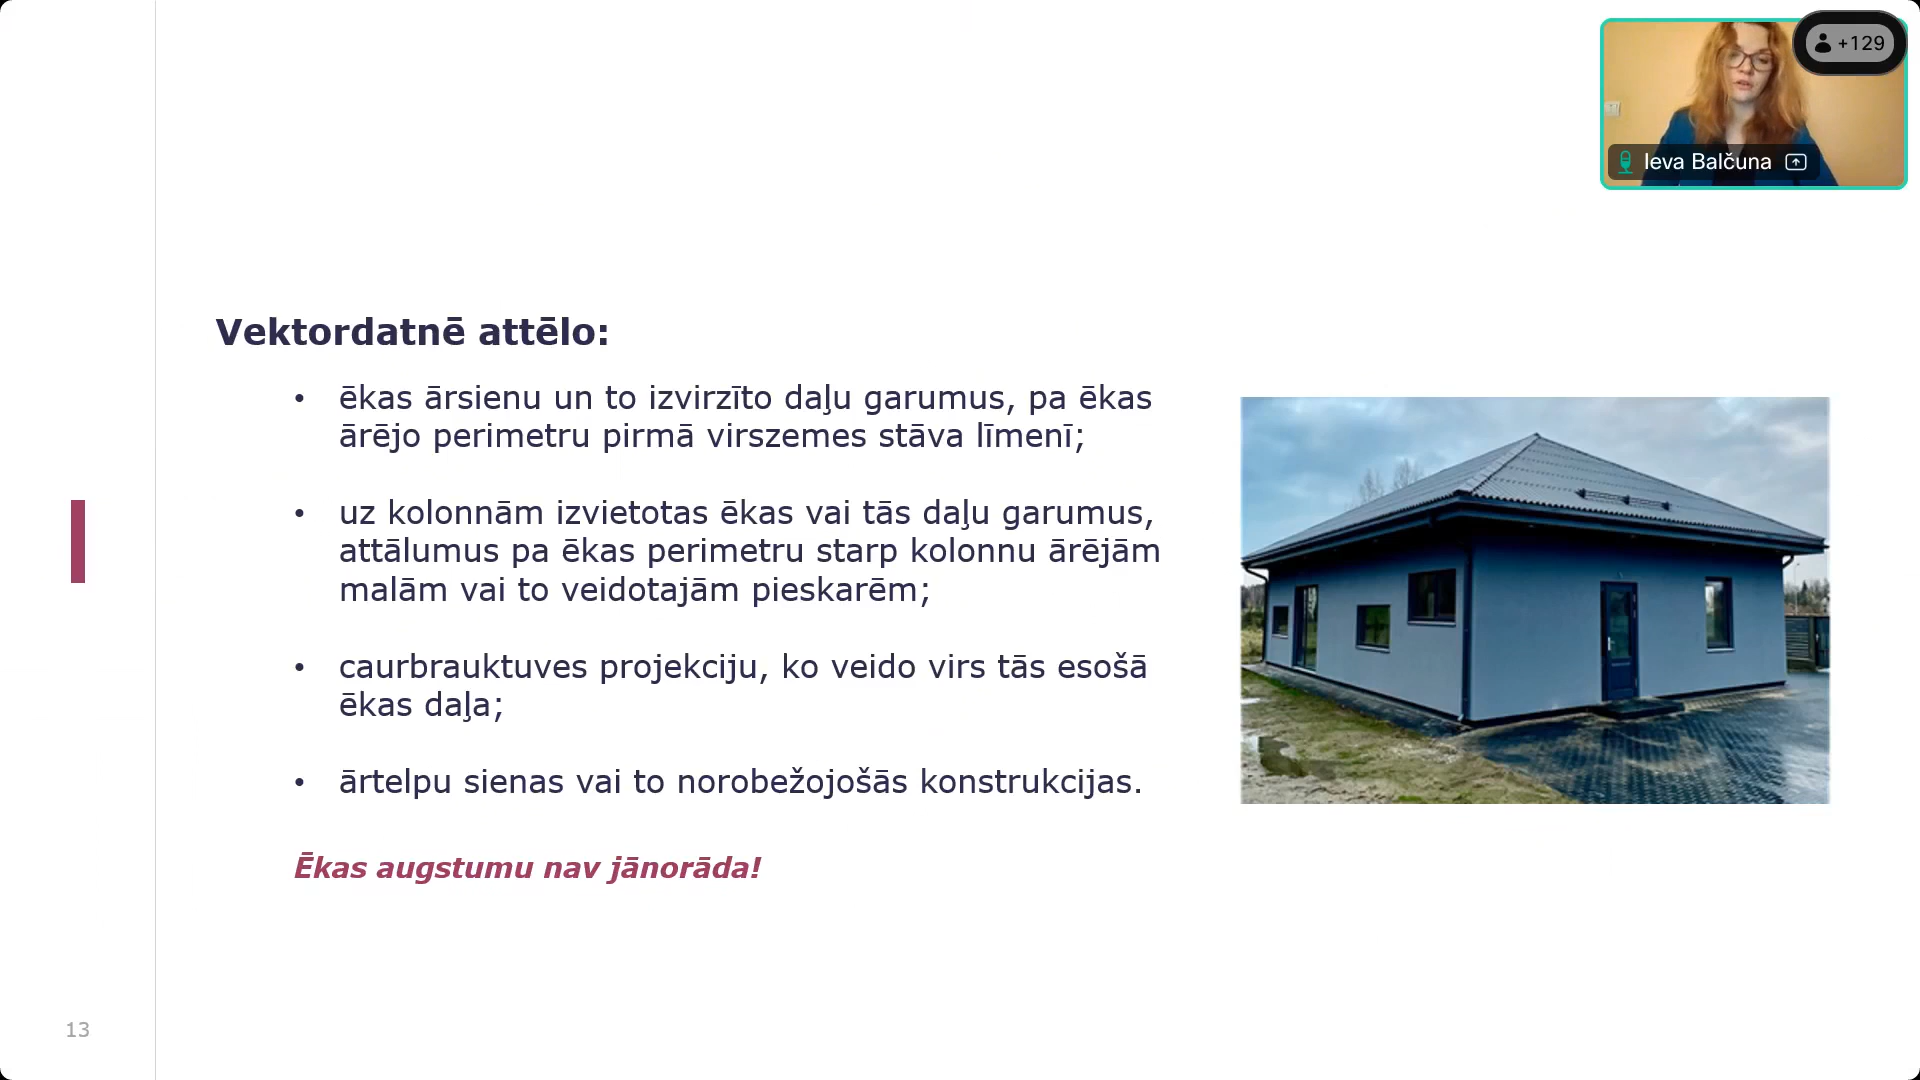 +129
Ieva Balčuna
Vektordatnē attēlo:
• ēkas ārsienu un to izvirzīto daļu garumus, pa ēkas
ārējo perimetru pirmā virszemes stāva līmenī;
• uz kolonnām izvietotas ēkas vai tās daļu garumus,
attālumus pa ēkas perimetru starp kolonnu ārējām
malām vai to veidotajām pieskarēm;
• caurbrauktuves projekciju, ko veido virs tās esošā
ēkas daļa;
• ārtelpu sienas vai to norobežojošās konstrukcijas.
Ēkas augstumu nav jānorāda!
13